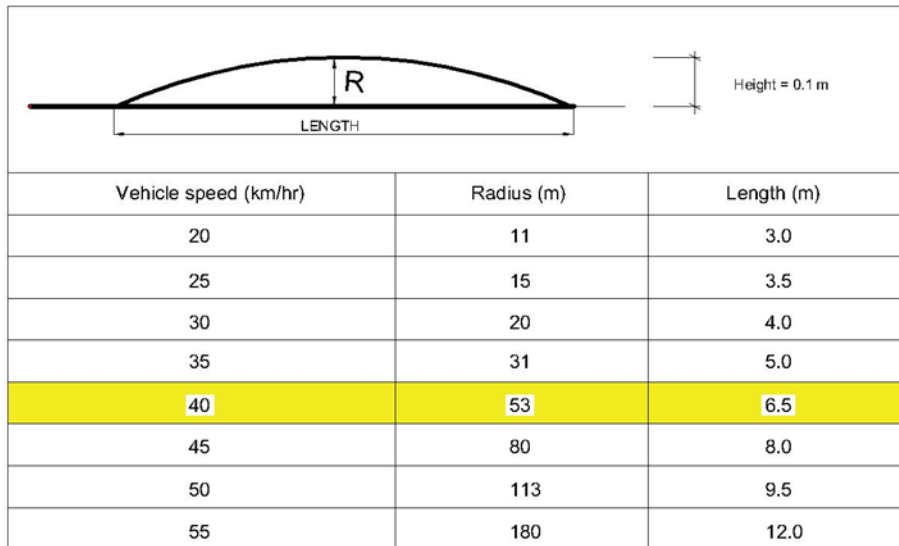 R
Height = 0.1 m
LENGTH
Vehicle speed (km/hr) Radius (m) Length (m)
20 11 3.0
25 15 3.5
30 20 4.0
35 31 5.0
40 53 6.5
45 80 8.0
50 113 9.5
55 180 12.0